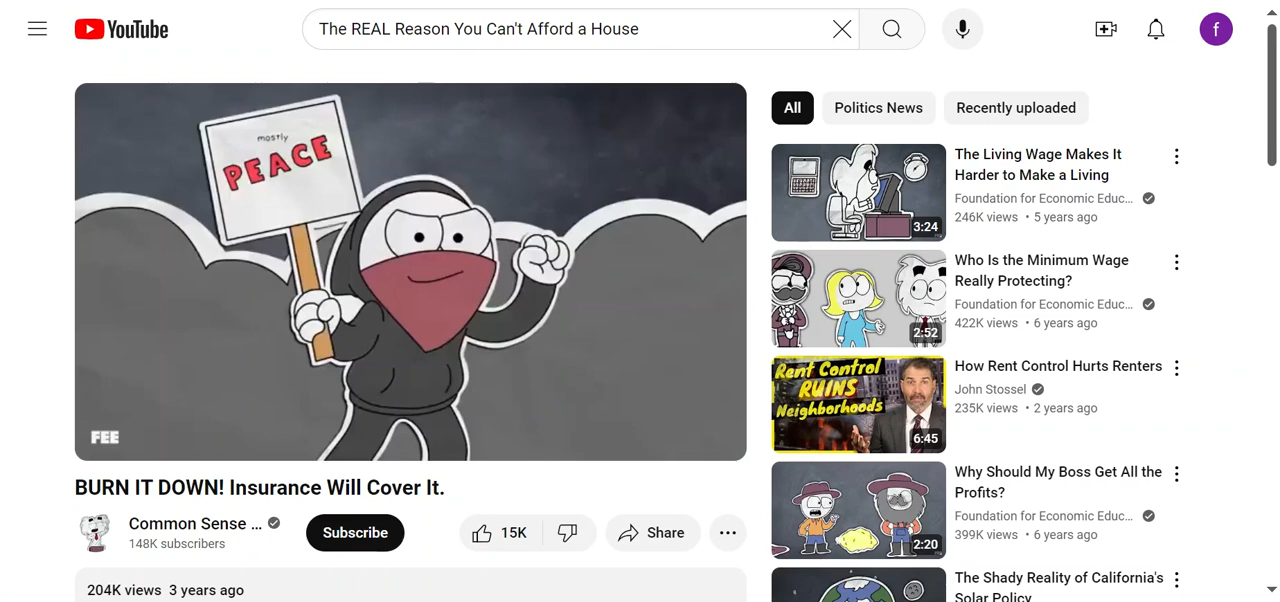 YouTube
The REAL Reason You Can't Afford a House
f
mostly
PEACE
FEE
BURN IT DOWN! Insurance Will Cover It.
Common Sense ...
148K subscribers
Subscribe
15K
Share
204K views 3 years ago
All
Politics News
Recently uploaded
3:24
The Living Wage Makes It
Harder to Make a Living
Foundation for Economic Educ...
246K views • 5 years ago
2:52
Who Is the Minimum Wage
Really Protecting?
Foundation for Economic Educ...
422K views • 6 years ago
Rent Control
RUINS
Neighborhoods
6:45
How Rent Control Hurts Renters
John Stossel
235K views • 2 years ago
2:20
Why Should My Boss Get All the
Profits?
Foundation for Economic Educ...
399K views • 6 years ago
The Shady Reality of California's
Solar Policy